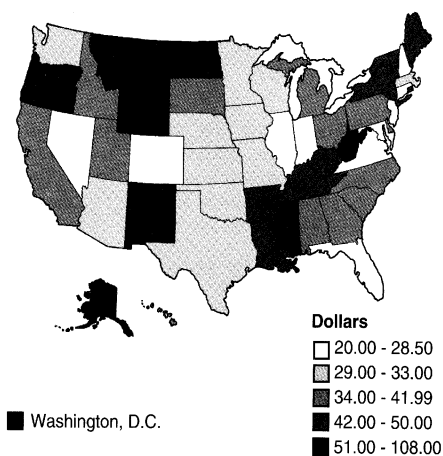 Dollars
20.00 - 28.50
29.00 - 33.00
34.00 - 41.99
42.00 - 50.00
51.00 - 108.00
Washington, D.C.